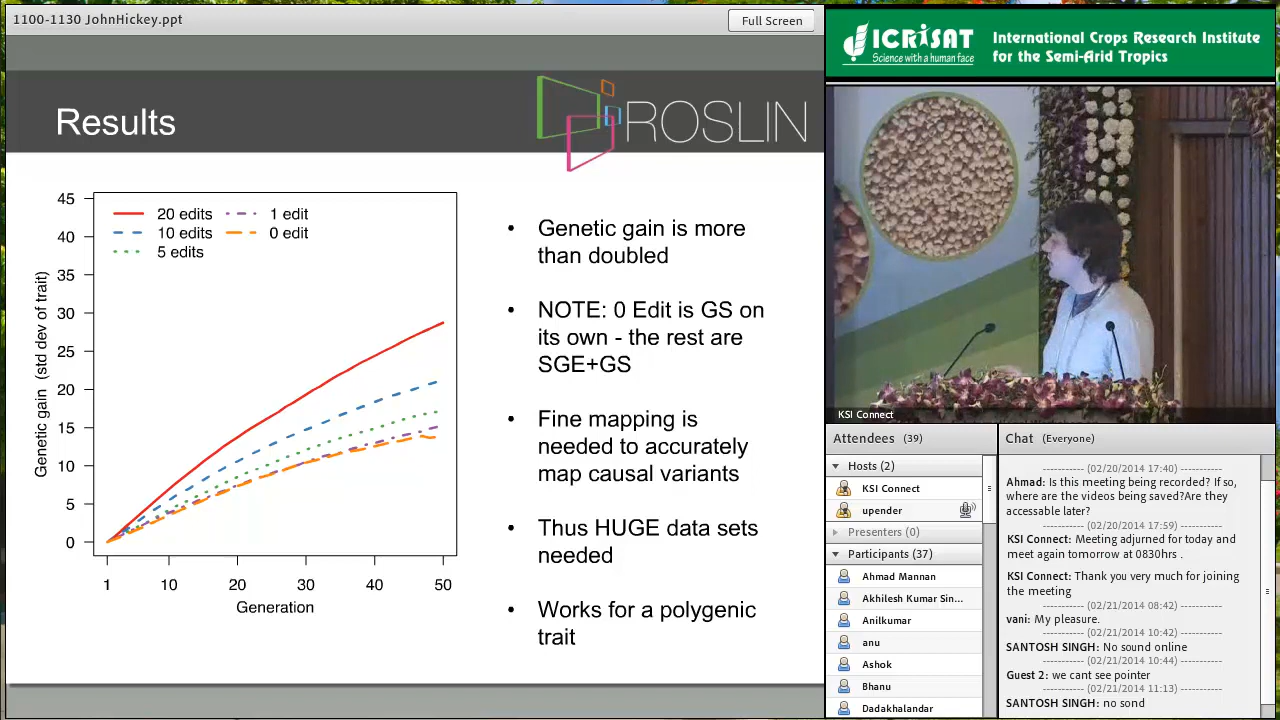 1100-1130 JohnHickey.ppt
Full Screen
Results
ROSLIN
45
40
35
30
25
20
15
10
5
0
Genetic gain (std dev of trait)
20 edits
10 edits
5 edits
1 edit
0 edit
1 10 20 30 40 50
Generation
• Genetic gain is more
than doubled
• NOTE: 0 Edit is GS on
its own - the rest are
SGE+GS
• Fine mapping is
needed to accurately
map causal variants
• Thus HUGE data sets
needed
• Works for a polygenic
trait
ICRISAT
Science with a human face
International Crops Research Institute
for the Semi-Arid Tropics
KSI Connect
Attendees (39)
Hosts (2)
KSI Connect
upender
Presenters (0)
Participants (37)
Ahmad Mannan
Akhilesh Kumar Sin...
Anilkumar
anu
Ashok
Bhanu
Dadakhalandar
Chat (Everyone)
---------- (02/20/2014 17:40) ----------
Ahmad: Is this meeting being recorded? If so,
where are the videos being saved?Are they
accessable later?
---------- (02/20/2014 17:59) ----------
KSI Connect: Meeting adjurned for today and
meet again tomorrow at 0830hrs .
KSI Connect: Thank you very much for joining
the meeting
---------- (02/21/2014 08:42) ----------
vani: My pleasure.
---------- (02/21/2014 10:42) ----------
SANTOSH SINGH: No sound online
---------- (02/21/2014 10:44) ----------
Guest 2: we cant see pointer
---------- (02/21/2014 11:13) ----------
SANTOSH SINGH: no sond